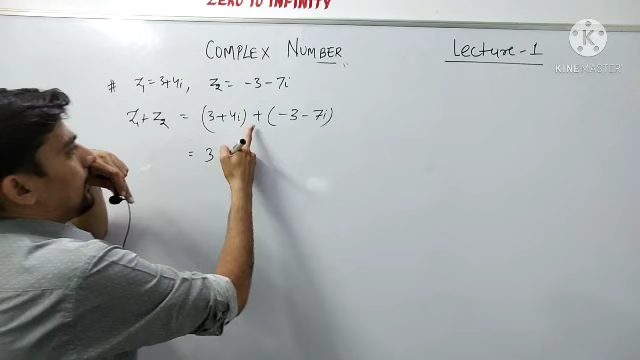 ZERO TO INFINITY
COMPLEX NUMBER
Lecture-1
KINEMASTER
# Z₁ = 3+4i, Z₂ = -3-7i
Z₁+Z₂ = (3+4i) + (-3-7i)
= 3